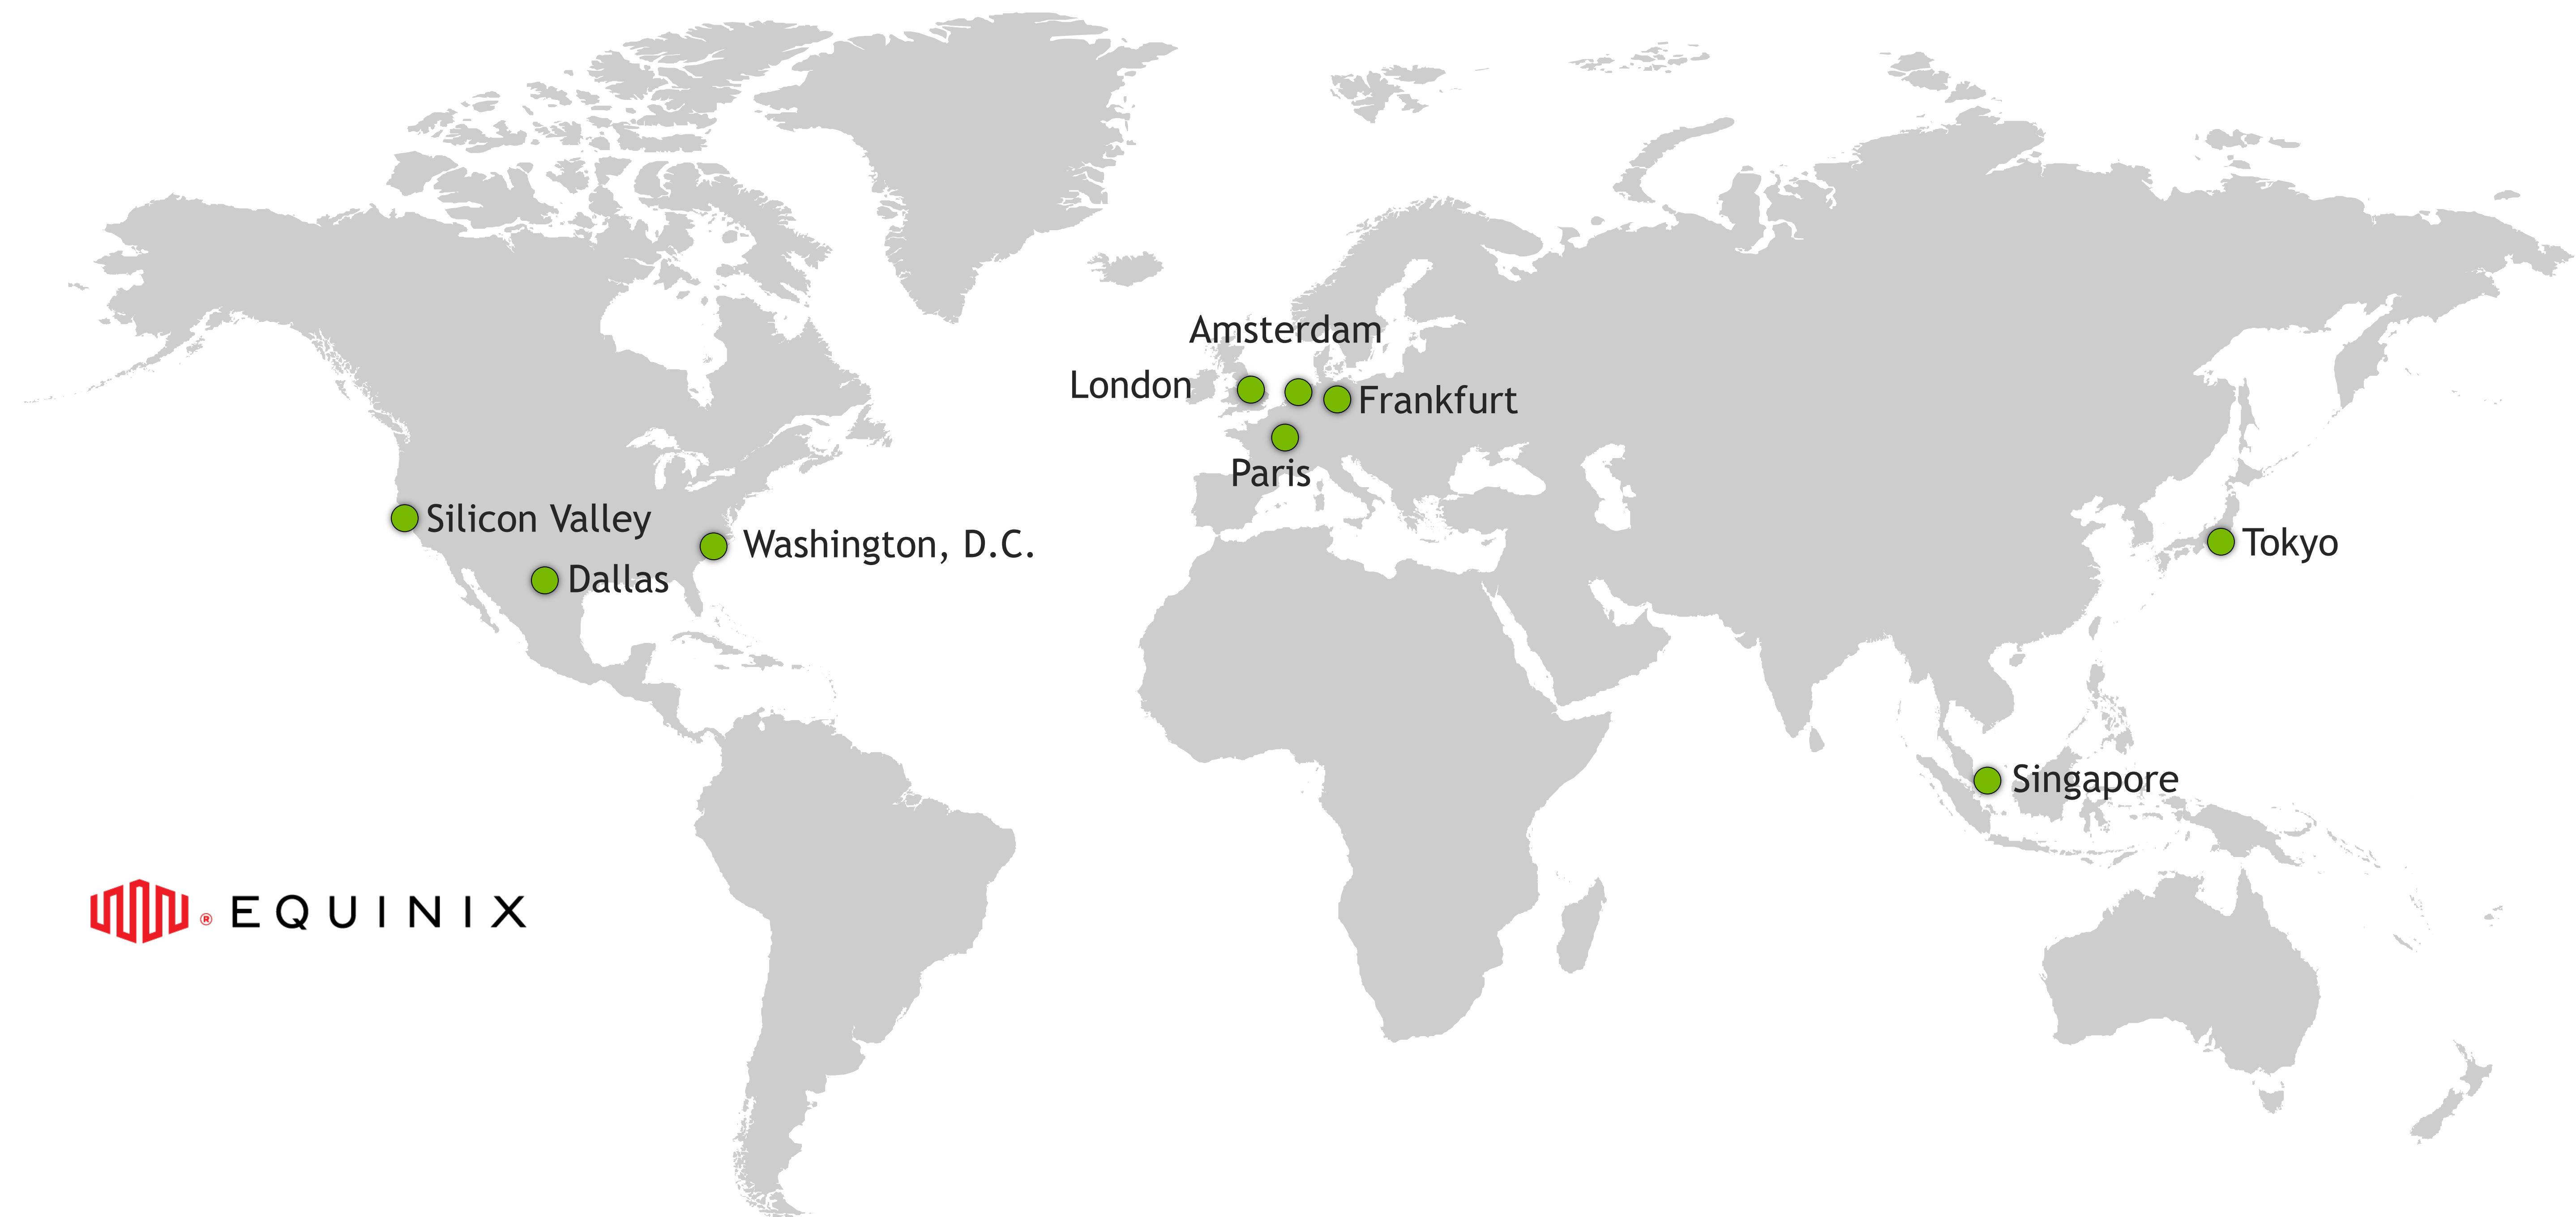 Amsterdam
London
Frankfurt
Paris
Silicon Valley
Washington, D.C.
Tokyo
Dallas
Singapore
® EQUINIX